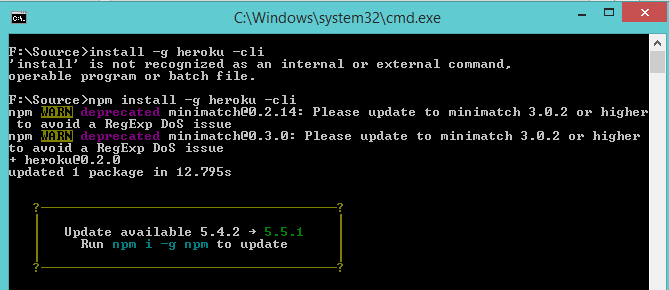 C:\Windows\system32\cmd.exe
F:\Source>install -g heroku -cli
'install' is not recognized as an internal or external command,
operable program or batch file.
F:\Source>npm install -g heroku -cli
npm WARN deprecated minimatch@0.2.14: Please update to minimatch 3.0.2 or higher
to avoid a RegExp DoS issue
npm WARN deprecated minimatch@0.3.0: Please update to minimatch 3.0.2 or higher
to avoid a RegExp DoS issue
+ heroku@0.2.0
updated 1 package in 12.795s
Update available 5.4.2 → 5.5.1
Run npm i -g npm to update